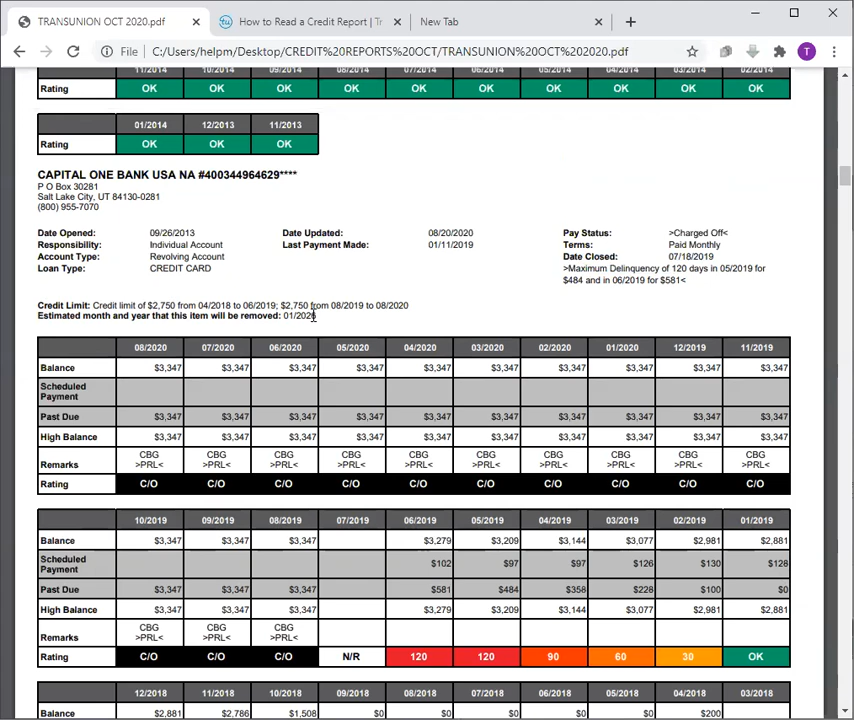 TRANSUNION OCT 2020.pdf
How to Read a Credit Report | Tr
New Tab
File C:/Users/helpm/Desktop/CREDIT%20REPORTS%20OCT/TRANSUNION%20OCT%202020.pdf
T
11/2014 10/2014 09/2014 08/2014 07/2014 06/2014 05/2014 04/2014 03/2014 02/2014
Rating OK OK OK OK OK OK OK OK OK OK
01/2014 12/2013 11/2013
Rating OK OK OK
CAPITAL ONE BANK USA NA #400344964629****
P O Box 30281
Salt Lake City, UT 84130-0281
(800) 955-7070
Date Opened: 09/26/2013 Date Updated: 08/20/2020 Pay Status: >Charged Off<
Responsibility: Individual Account Last Payment Made: 01/11/2019 Terms: Paid Monthly
Account Type: Revolving Account Date Closed: 07/18/2019
Loan Type: CREDIT CARD >Maximum Delinquency of 120 days in 05/2019 for
$484 and in 06/2019 for $581<
Credit Limit: Credit limit of $2,750 from 04/2018 to 06/2019; $2,750 from 08/2019 to 08/2020
Estimated month and year that this item will be removed: 01/2026
08/2020 07/2020 06/2020 05/2020 04/2020 03/2020 02/2020 01/2020 12/2019 11/2019
Balance $3,347 $3,347 $3,347 $3,347 $3,347 $3,347 $3,347 $3,347 $3,347 $3,347
Scheduled
Payment
Past Due $3,347 $3,347 $3,347 $3,347 $3,347 $3,347 $3,347 $3,347 $3,347 $3,347
High Balance $3,347 $3,347 $3,347 $3,347 $3,347 $3,347 $3,347 $3,347 $3,347 $3,347
CBG CBG CBG CBG CBG CBG CBG CBG CBG CBG
Remarks >PRL< >PRL< >PRL< >PRL< >PRL< >PRL< >PRL< >PRL< >PRL< >PRL<
Rating C/O C/O C/O C/O C/O C/O C/O C/O C/O C/O
10/2019 09/2019 08/2019 07/2019 06/2019 05/2019 04/2019 03/2019 02/2019 01/2019
Balance $3,347 $3,347 $3,347 $3,279 $3,209 $3,144 $3,077 $2,981 $2,881
Scheduled
Payment $102 $97 $97 $126 $130 $128
Past Due $3,347 $3,347 $3,347 $581 $484 $358 $228 $100 $0
High Balance $3,347 $3,347 $3,347 $3,279 $3,209 $3,144 $3,077 $2,981 $2,881
CBG CBG CBG
Remarks >PRL< >PRL< >PRL<
Rating C/O C/O C/O N/R 120 120 90 60 30 OK
12/2018 11/2018 10/2018 09/2018 08/2018 07/2018 06/2018 05/2018 04/2018 03/2018
Balance $2,881 $2,786 $1,508 $0 $0 $0 $0 $0 $200